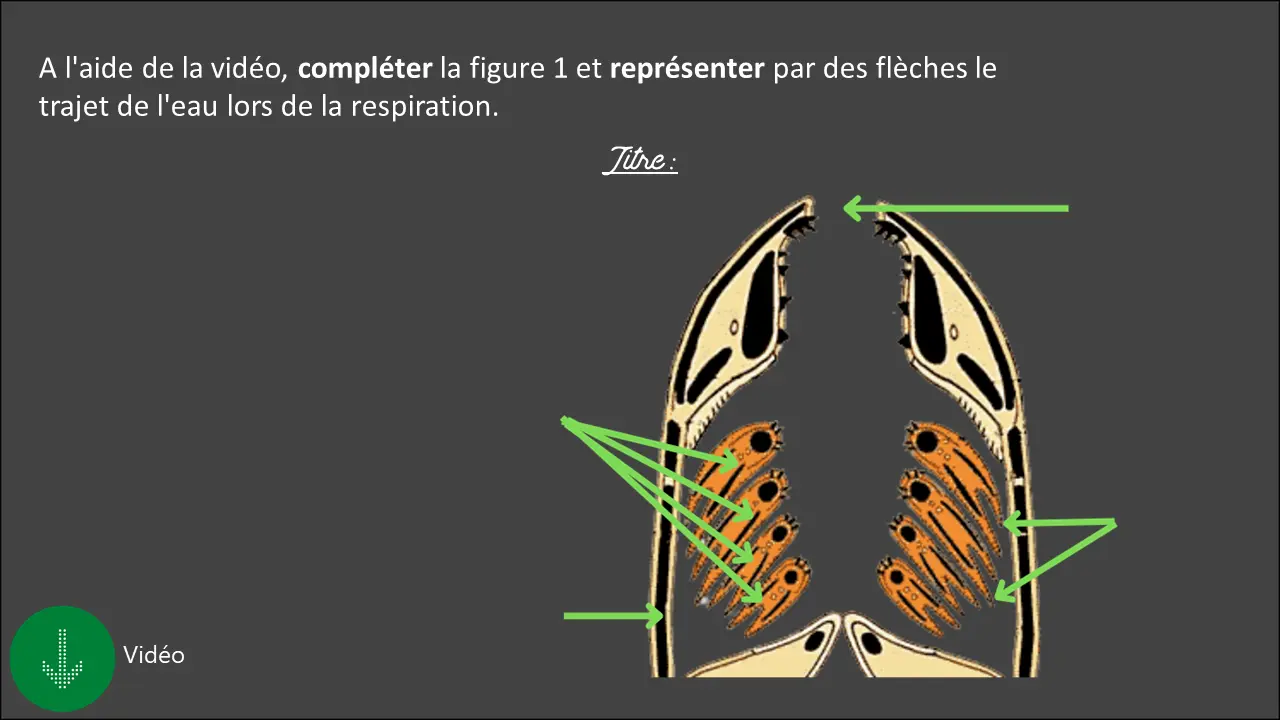 A l'aide de la vidéo, compléter la figure 1 et représenter par des flèches le
trajet de l'eau lors de la respiration.
Titre :
Vidéo